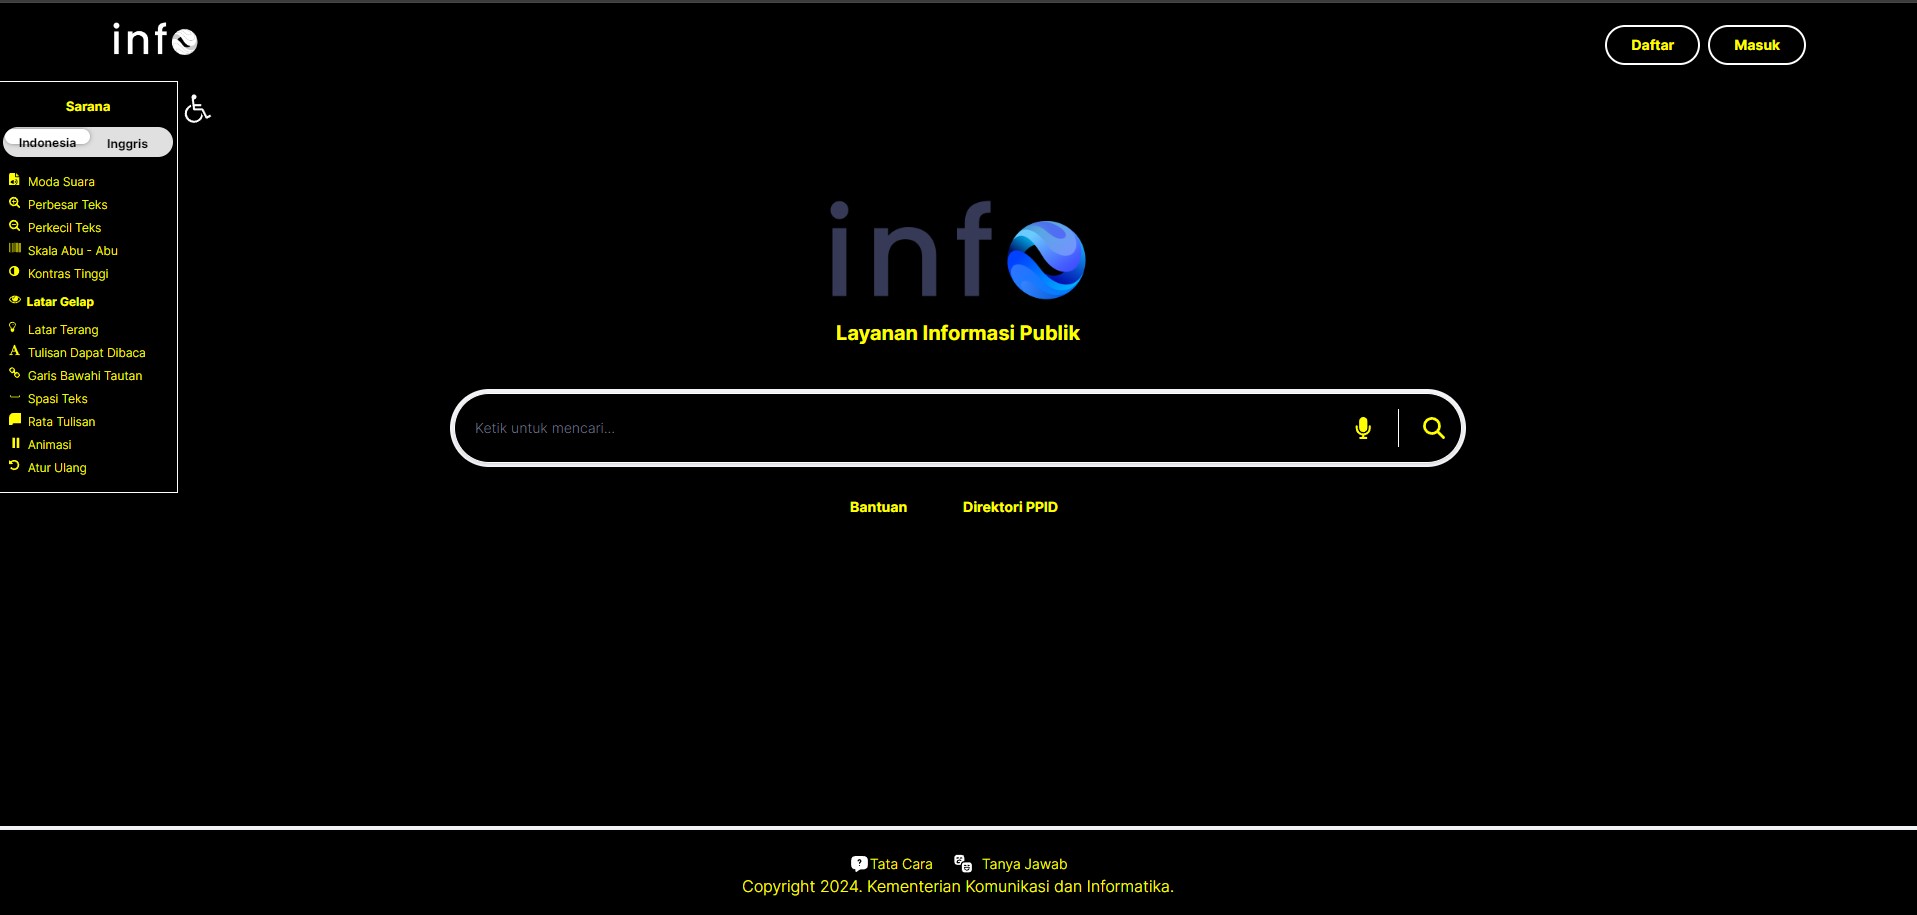 info
Daftar
Masuk
Sarana
Indonesia
Inggris
Moda Suara
Perbesar Teks
Perkecil Teks
Skala Abu - Abu
Kontras Tinggi
Latar Gelap
Latar Terang
Tulisan Dapat Dibaca
Garis Bawahi Tautan
Spasi Teks
Rata Tulisan
Animasi
Atur Ulang
info
Layanan Informasi Publik
Ketik untuk mencari...
Bantuan
Direktori PPID
Tata Cara
Tanya Jawab
Copyright 2024. Kementerian Komunikasi dan Informatika.